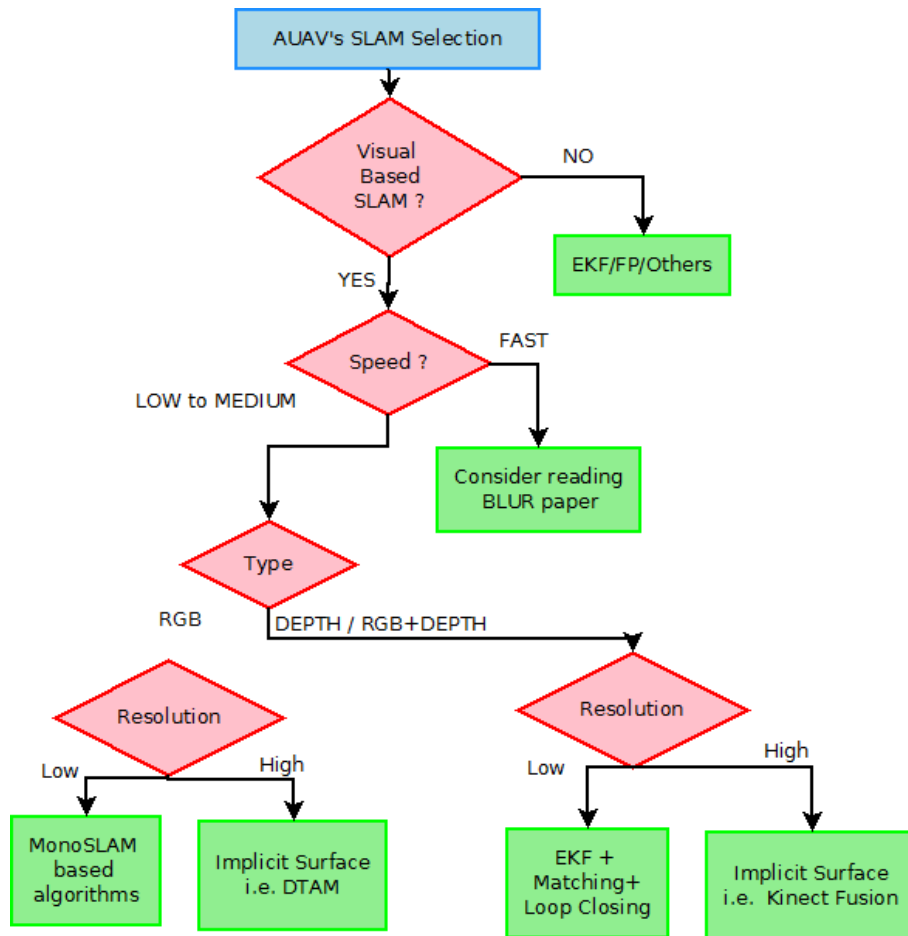 AUAV's SLAM Selection
Visual
Based
SLAM ?
NO
EKF/FP/Others
YES
Speed ?
FAST
LOW to MEDIUM
Consider reading
BLUR paper
Type
RGB
DEPTH / RGB+DEPTH
Resolution
Low
High
MonoSLAM
based
algorithms
Implicit Surface
i.e. DTAM
Resolution
Low
High
EKF +
Matching+
Loop Closing
Implicit Surface
i.e.  Kinect Fusion